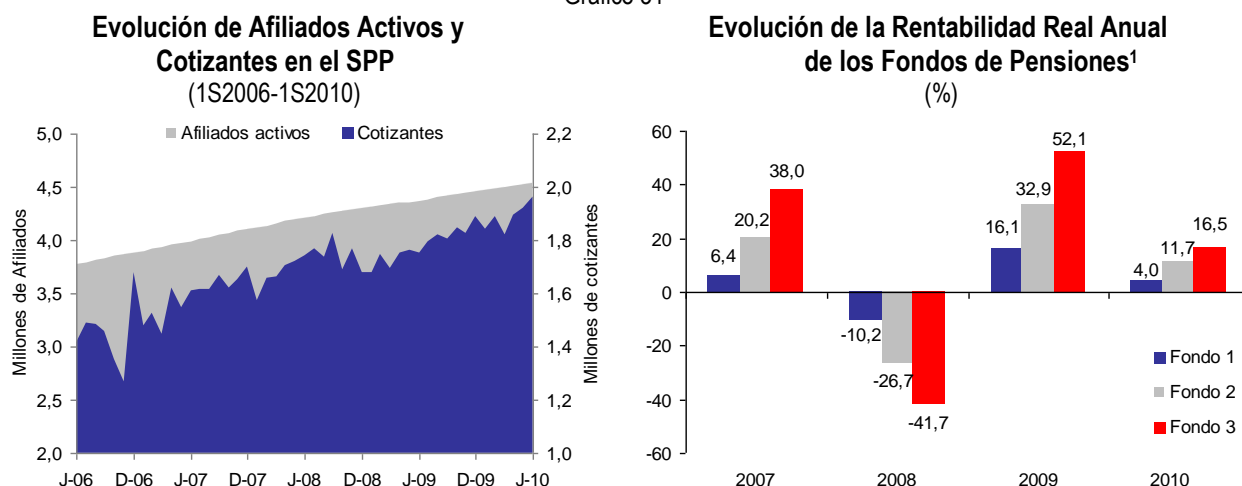 Evolución de Afiliados Activos y
Cotizantes en el SPP
(1S2006-1S2010)
Afiliados activos
Cotizantes
Millones de Afiliados
5,0
4,5
4,0
3,5
3,0
2,5
2,0
2,2
2,0
1,8
1,6
1,4
1,2
1,0
Millones de cotizantes
J-06 D-06 J-07 D-07 J-08 D-08 J-09 D-09 J-10
Evolución de la Rentabilidad Real Anual
de los Fondos de Pensiones¹
(%)
60
40
20
0
-20
-40
-60
6,4
20,2
38,0
-10,2
-26,7
-41,7
16,1
32,9
52,1
4,0
11,7
16,5
Fondo 1
Fondo 2
Fondo 3
2007 2008 2009 2010